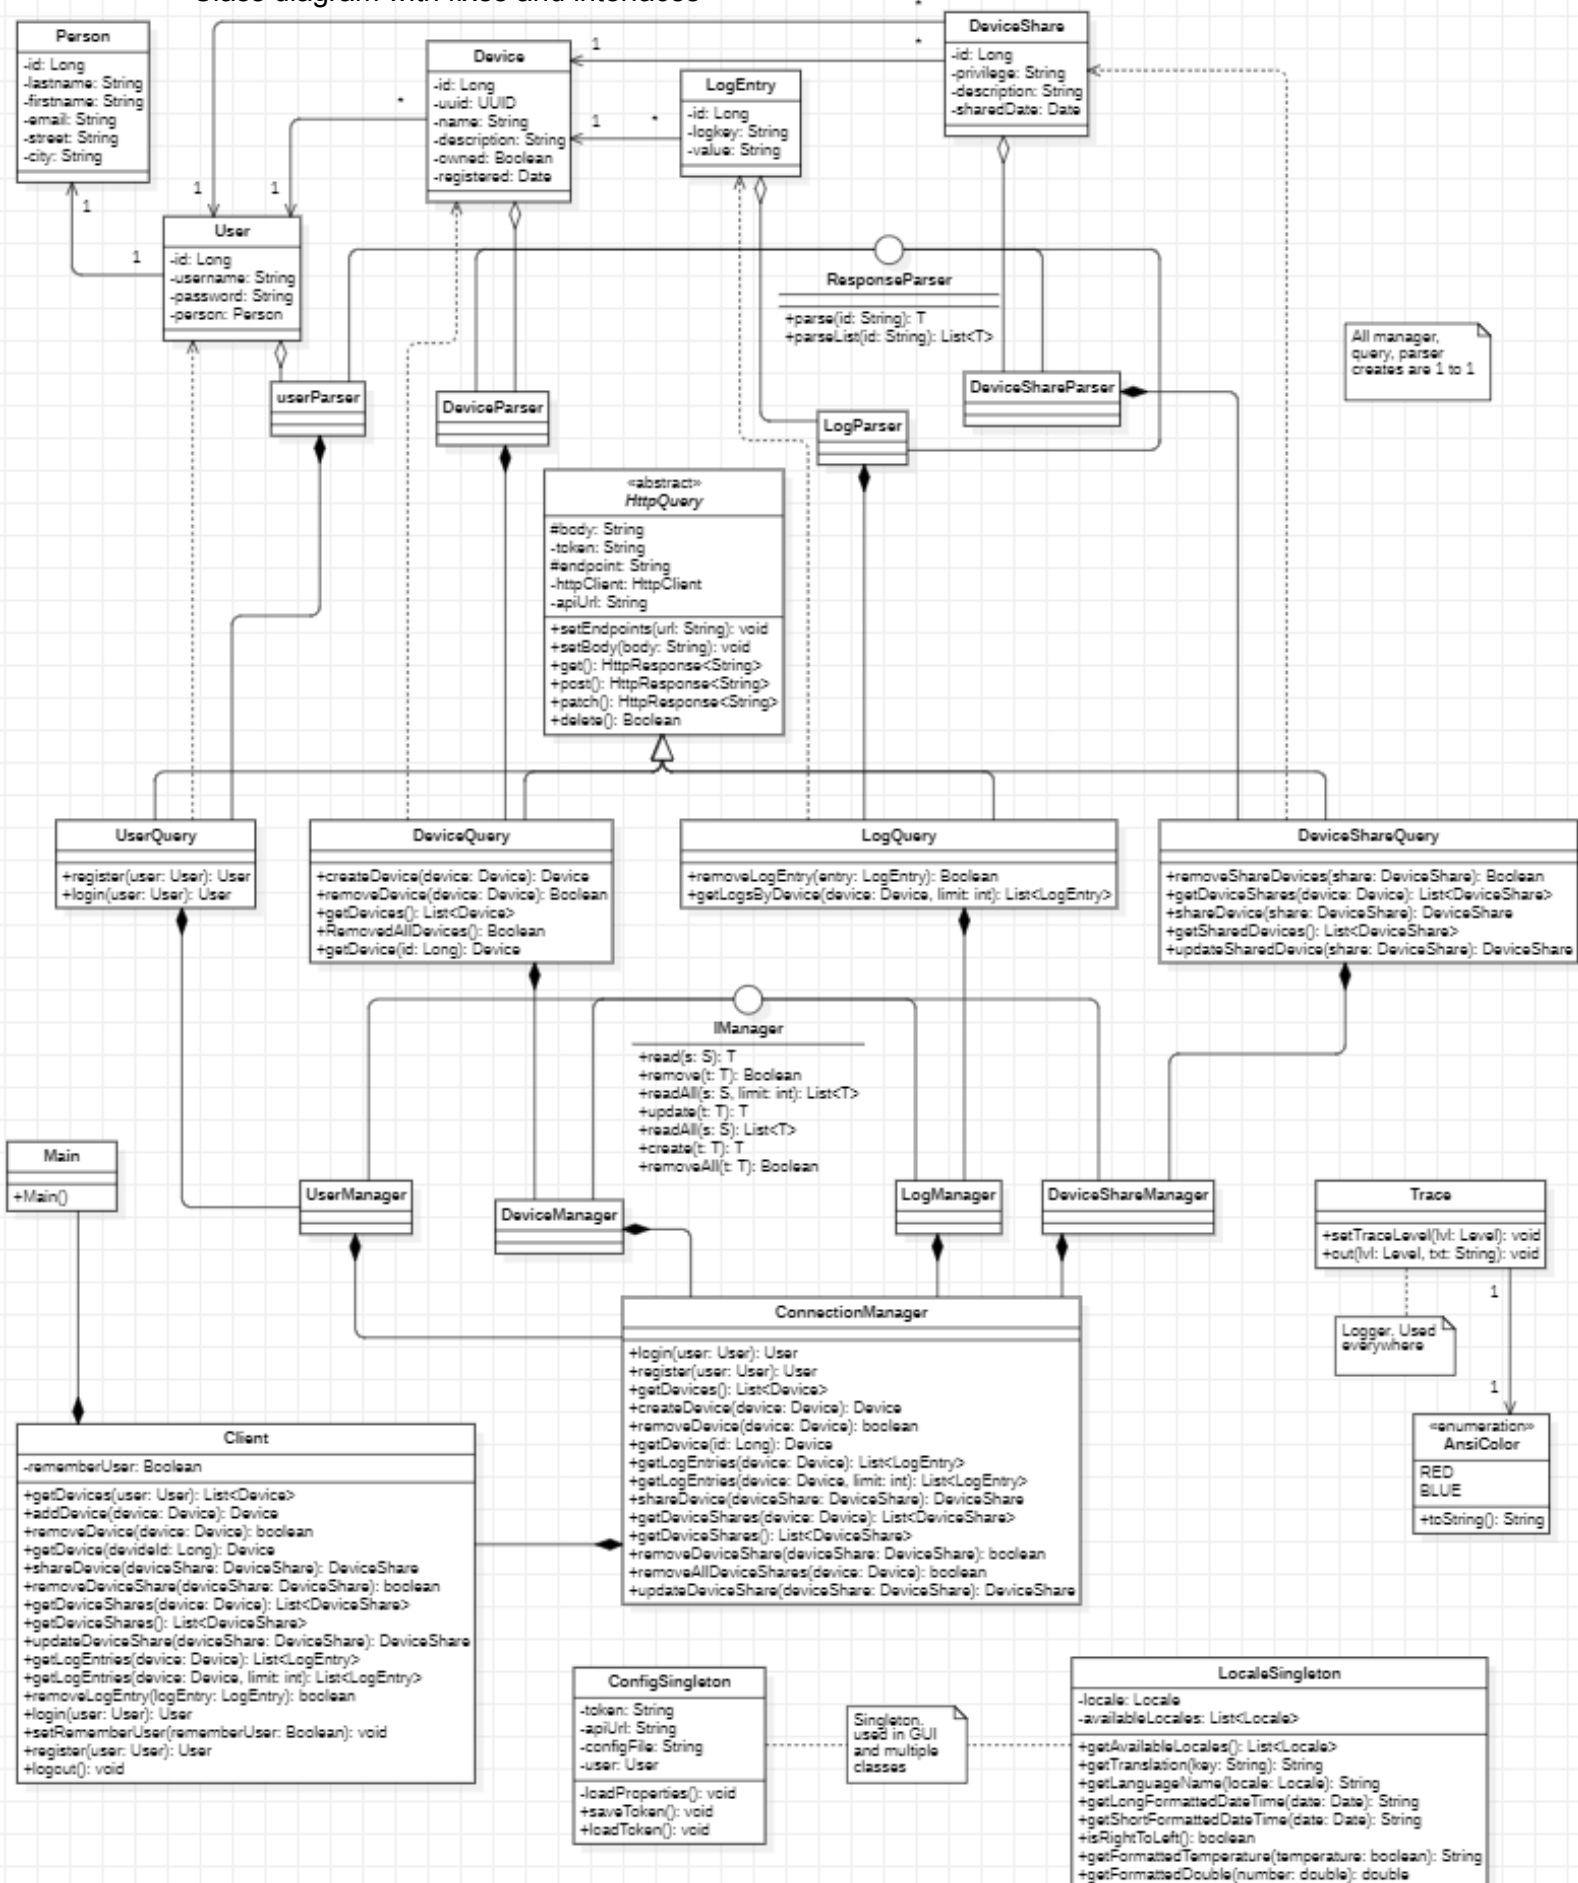 Class diagram with fixes and interfaces
Person
-id: Long
-lastname: String
-firstname: String
-email: String
-street: String
-city: String
Device
-id: Long
-uuid: UUID
-name: String
-description: String
-owned: Boolean
-registered: Date
LogEntry
-id: Long
-logkey: String
-value: String
DeviceShare
-id: Long
-privilege: String
-description: String
-sharedDate: Date
1
*
*
*
1
*
1
1
1
1
User
-id: Long
-username: String
-password: String
-person: Person
ResponseParser
+parse(id: String): T
+parseList(id: String): List<T>
All manager,
query, parser
creates are 1 to 1
userParser
DeviceParser
LogParser
DeviceShareParser
«abstract»
HttpQuery
#body: String
-token: String
#endpoint: String
-httpClient: HttpClient
-apiUrl: String
+setEndpoints(url: String): void
+setBody(body: String): void
+get(): HttpResponse<String>
+post(): HttpResponse<String>
+patch(): HttpResponse<String>
+delete(): Boolean
UserQuery
+register(user: User): User
+login(user: User): User
DeviceQuery
+createDevice(device: Device): Device
+removeDevice(device: Device): Boolean
+getDevices(): List<Device>
+RemovedAllDevices(): Boolean
+getDevice(id: Long): Device
LogQuery
+removeLogEntry(entry: LogEntry): Boolean
+getLogsByDevice(device: Device, limit: int): List<LogEntry>
DeviceShareQuery
+removeShareDevices(share: DeviceShare): Boolean
+getDeviceShares(device: Device): List<DeviceShare>
+shareDevice(share: DeviceShare): DeviceShare
+getSharedDevices(): List<DeviceShare>
+updateSharedDevice(share: DeviceShare): DeviceShare
IManager
+read(s: S): T
+remove(t: T): Boolean
+readAll(s: S, limit: int): List<T>
+update(t: T): T
+readAll(s: S): List<T>
+create(t: T): T
+removeAll(t: T): Boolean
Main
+Main()
UserManager
DeviceManager
LogManager
DeviceShareManager
Trace
+setTraceLevel(lvl: Level): void
+out(lvl: Level, txt: String): void
1
Logger. Used
everywhere
1
«enumeration»
AnsiColor
RED
BLUE
+toString(): String
ConnectionManager
+login(user: User): User
+register(user: User): User
+getDevices(): List<Device>
+createDevice(device: Device): Device
+removeDevice(device: Device): boolean
+getDevice(id: Long): Device
+getLogEntries(device: Device): List<LogEntry>
+getLogEntries(device: Device, limit: int): List<LogEntry>
+shareDevice(deviceShare: DeviceShare): DeviceShare
+getDeviceShares(device: Device): List<DeviceShare>
+getDeviceShares(): List<DeviceShare>
+removeDeviceShare(deviceShare: DeviceShare): boolean
+removeAllDeviceShares(device: Device): boolean
+updateDeviceShare(deviceShare: DeviceShare): DeviceShare
Client
-rememberUser: Boolean
+getDevices(user: User): List<Device>
+addDevice(device: Device): Device
+removeDevice(device: Device): boolean
+getDevice(devideId: Long): Device
+shareDevice(deviceShare: DeviceShare): DeviceShare
+removeDeviceShare(deviceShare: DeviceShare): boolean
+getDeviceShares(device: Device): List<DeviceShare>
+getDeviceShares(): List<DeviceShare>
+updateDeviceShare(deviceShare: DeviceShare): DeviceShare
+getLogEntries(device: Device): List<LogEntry>
+getLogEntries(device: Device, limit: int): List<LogEntry>
+removeLogEntry(logEntry: LogEntry): boolean
+login(user: User): User
+setRememberUser(rememberUser: Boolean): void
+register(user: User): User
+logout(): void
ConfigSingleton
-token: String
-apiUrl: String
-configFile: String
-user: User
-loadProperties(): void
+saveToken(): void
+loadToken(): void
Singleton.
used in GUI
and multiple
classes
LocaleSingleton
-locale: Locale
-availableLocales: List<Locale>
+getAvailableLocales(): List<Locale>
+getTranslation(key: String): String
+getLanguageName(locale: Locale): String
+getLongFormattedDateTime(date: Date): String
+getShortFormattedDateTime(date: Date): String
+isRightToLeft(): boolean
+getFormattedTemperature(temperature: boolean): String
+getFormattedDouble(number: double): double